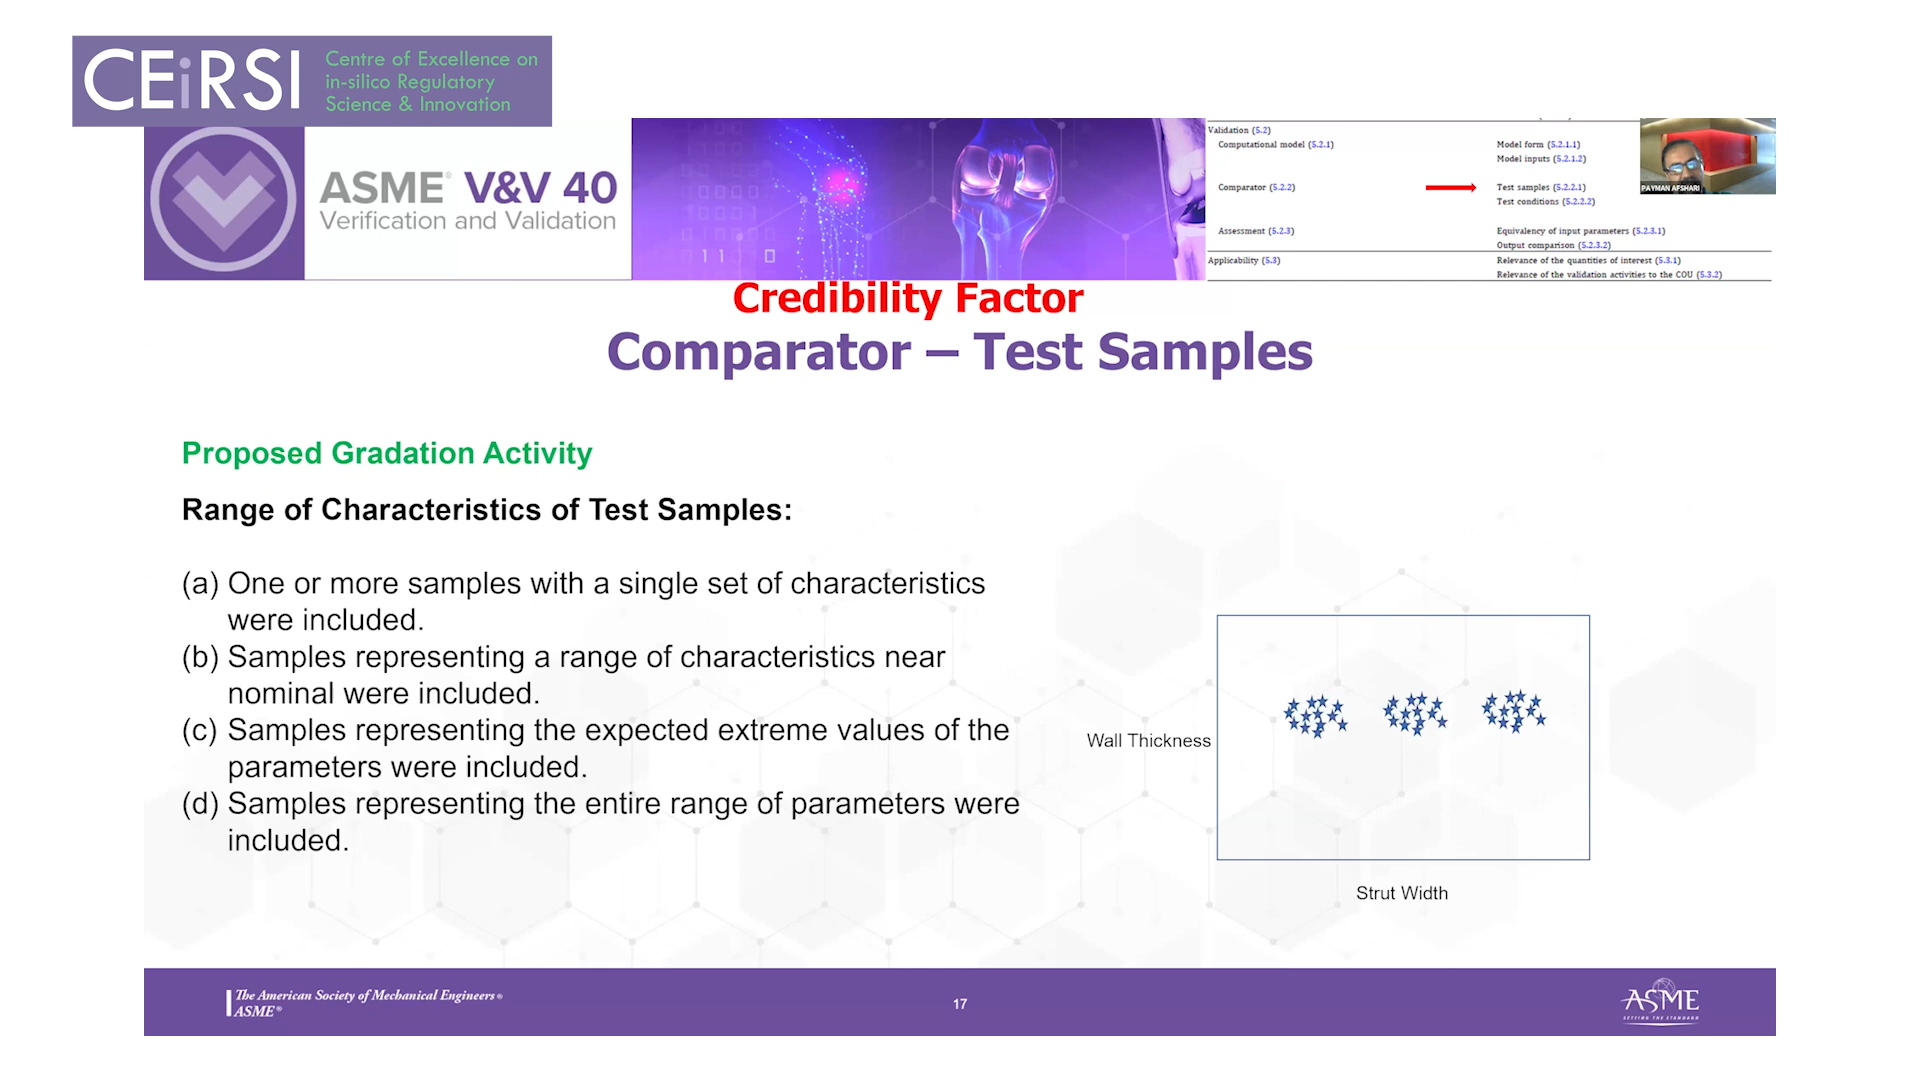 CEiRSI
Centre of Excellence on
in-silico Regulatory
Science & Innovation
ASME® V&V 40
Verification and Validation
Validation (5.2)
Computational model (5.2.1)
Model form (5.2.1.1)
Model inputs (5.2.1.2)
Comparator (5.2.2)
Test samples (5.2.2.1)
Test conditions (5.2.2.2)
Assessment (5.2.3)
Equivalency of input parameters (5.2.3.1)
Output comparison (5.2.3.2)
Applicability (5.3)
Relevance of the quantities of interest (5.3.1)
Relevance of the validation activities to the COU (5.3.2)
PAYMAN AFSHARI
Credibility Factor
Comparator – Test Samples
Proposed Gradation Activity
Range of Characteristics of Test Samples:
(a) One or more samples with a single set of characteristics
were included.
(b) Samples representing a range of characteristics near
nominal were included.
(c) Samples representing the expected extreme values of the
parameters were included.
(d) Samples representing the entire range of parameters were
included.
Wall Thickness
Strut Width
The American Society of Mechanical Engineers®
ASME®
17
ASME
SETTING THE STANDARD